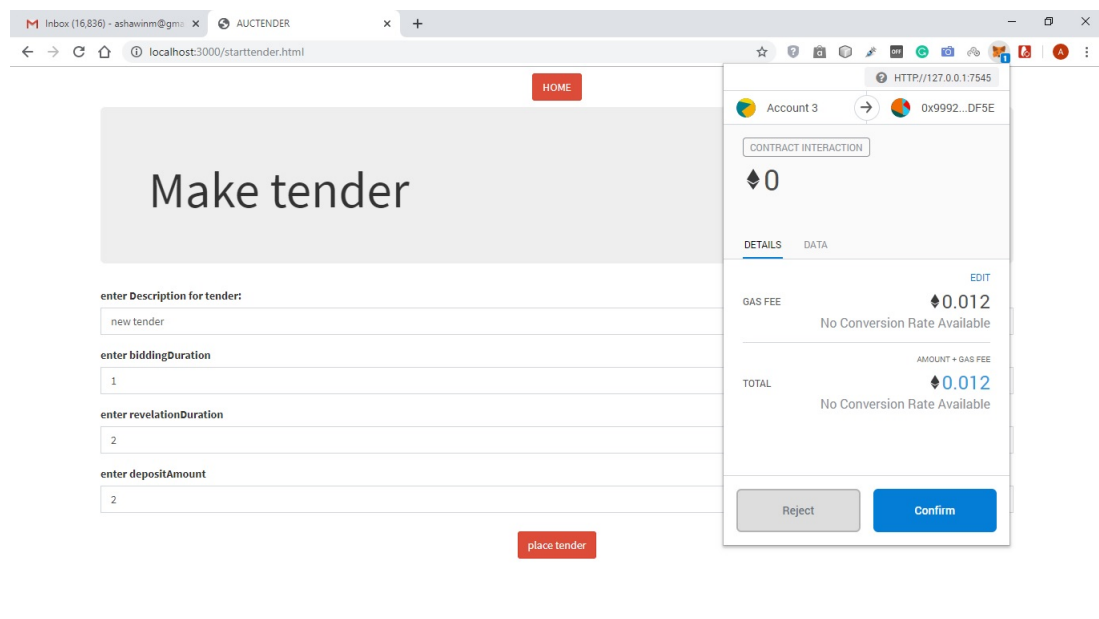 Inbox (16,836) - ashawinm@gma
AUCTENDER
localhost:3000/starttender.html
OFF
1
A
HOME
Make tender
enter Description for tender:
new tender
enter biddingDuration
1
enter revelationDuration
2
enter depositAmount
2
place tender
HTTP://127.0.0.1:7545
Account 3
0x9992...DF5E
CONTRACT INTERACTION
0
DETAILS DATA
EDIT
GAS FEE 0.012
No Conversion Rate Available
AMOUNT + GAS FEE
TOTAL 0.012
No Conversion Rate Available
Reject Confirm